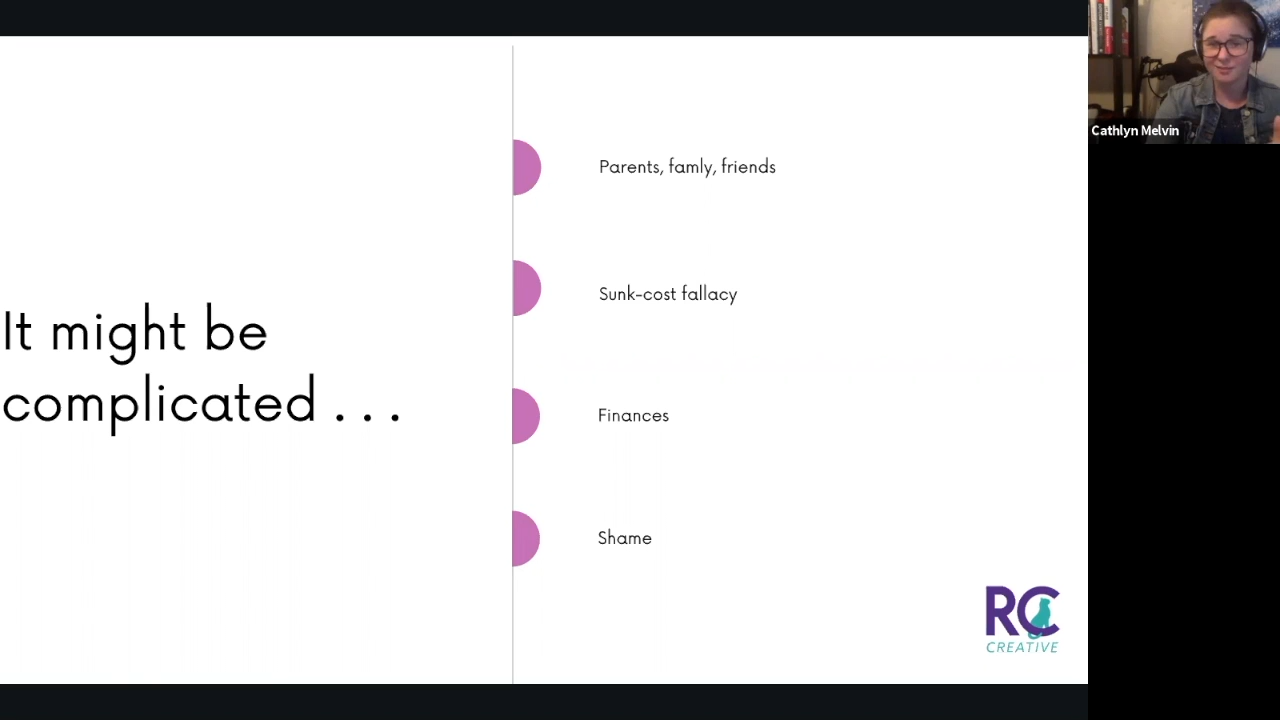 It might be
complicated . . .
Parents, famly, friends
Sunk-cost fallacy
Finances
Shame
RC
CREATIVE
Cathlyn Melvin